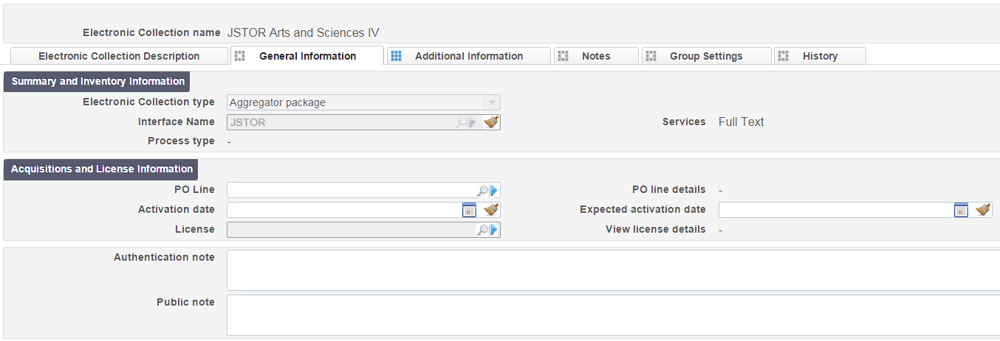 Electronic Collection name JSTOR Arts and Sciences IV
Electronic Collection Description General Information Additional Information Notes Group Settings History
Summary and Inventory Information
Electronic Collection type Aggregator package
Interface Name JSTOR Services Full Text
Process type -
Acquisitions and License Information
PO Line PO line details -
Activation date Expected activation date
License View license details -
Authentication note
Public note